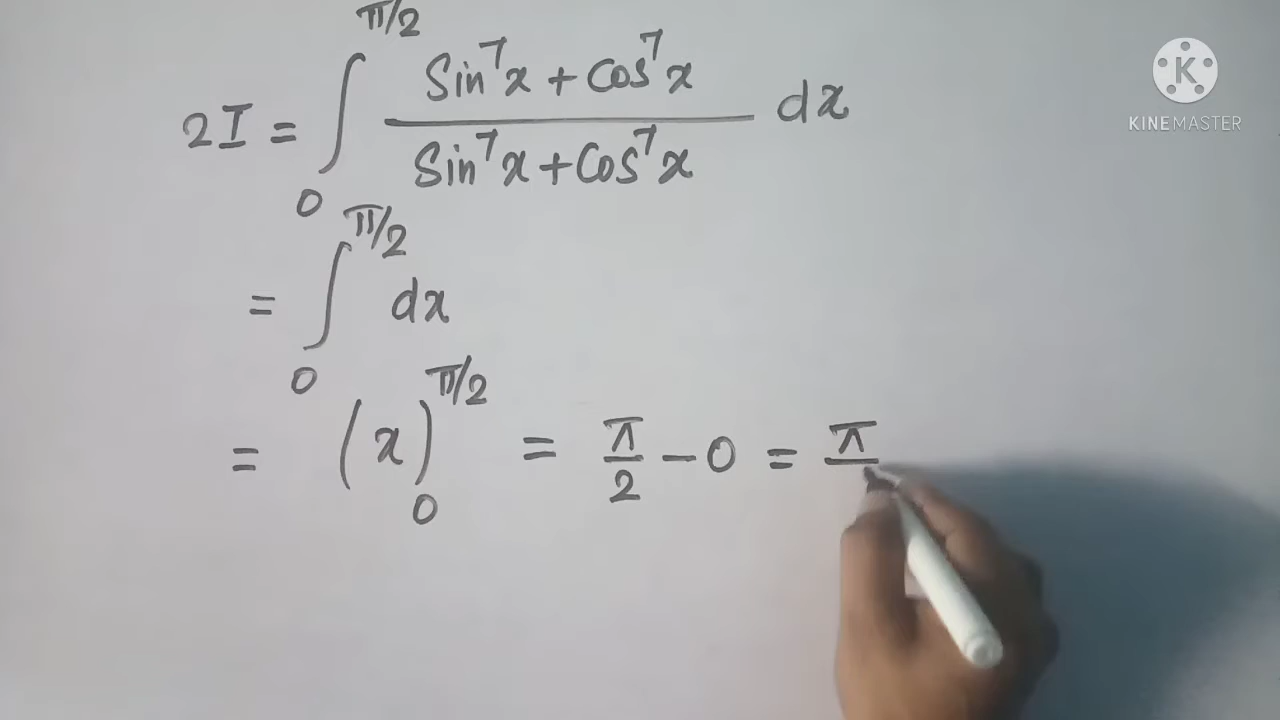 2I = ∫₀^π/2 (Sin⁷x + Cos⁷x)/(Sin⁷x + Cos⁷x) dx
= ∫₀^π/2 dx
= (x)₀^π/2 = π/2 - 0 = π
KINEMASTER